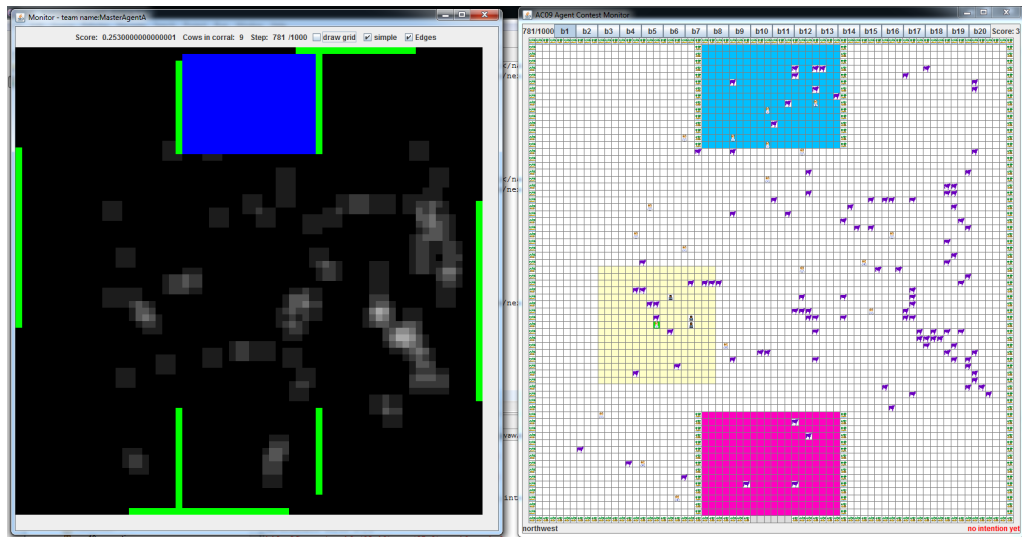 Monitor - team name:MasterAgentA
Score: 0.2530000000000001 Cows in corral: 9 Step: 781 /1000 draw grid simple Edges
AC09 Agent Contest Monitor
781/1000 b1 b2 b3 b4 b5 b6 b7 b8 b9 b10 b11 b12 b13 b14 b15 b16 b17 b18 b19 b20 Score: 3
northwest
no intention yet